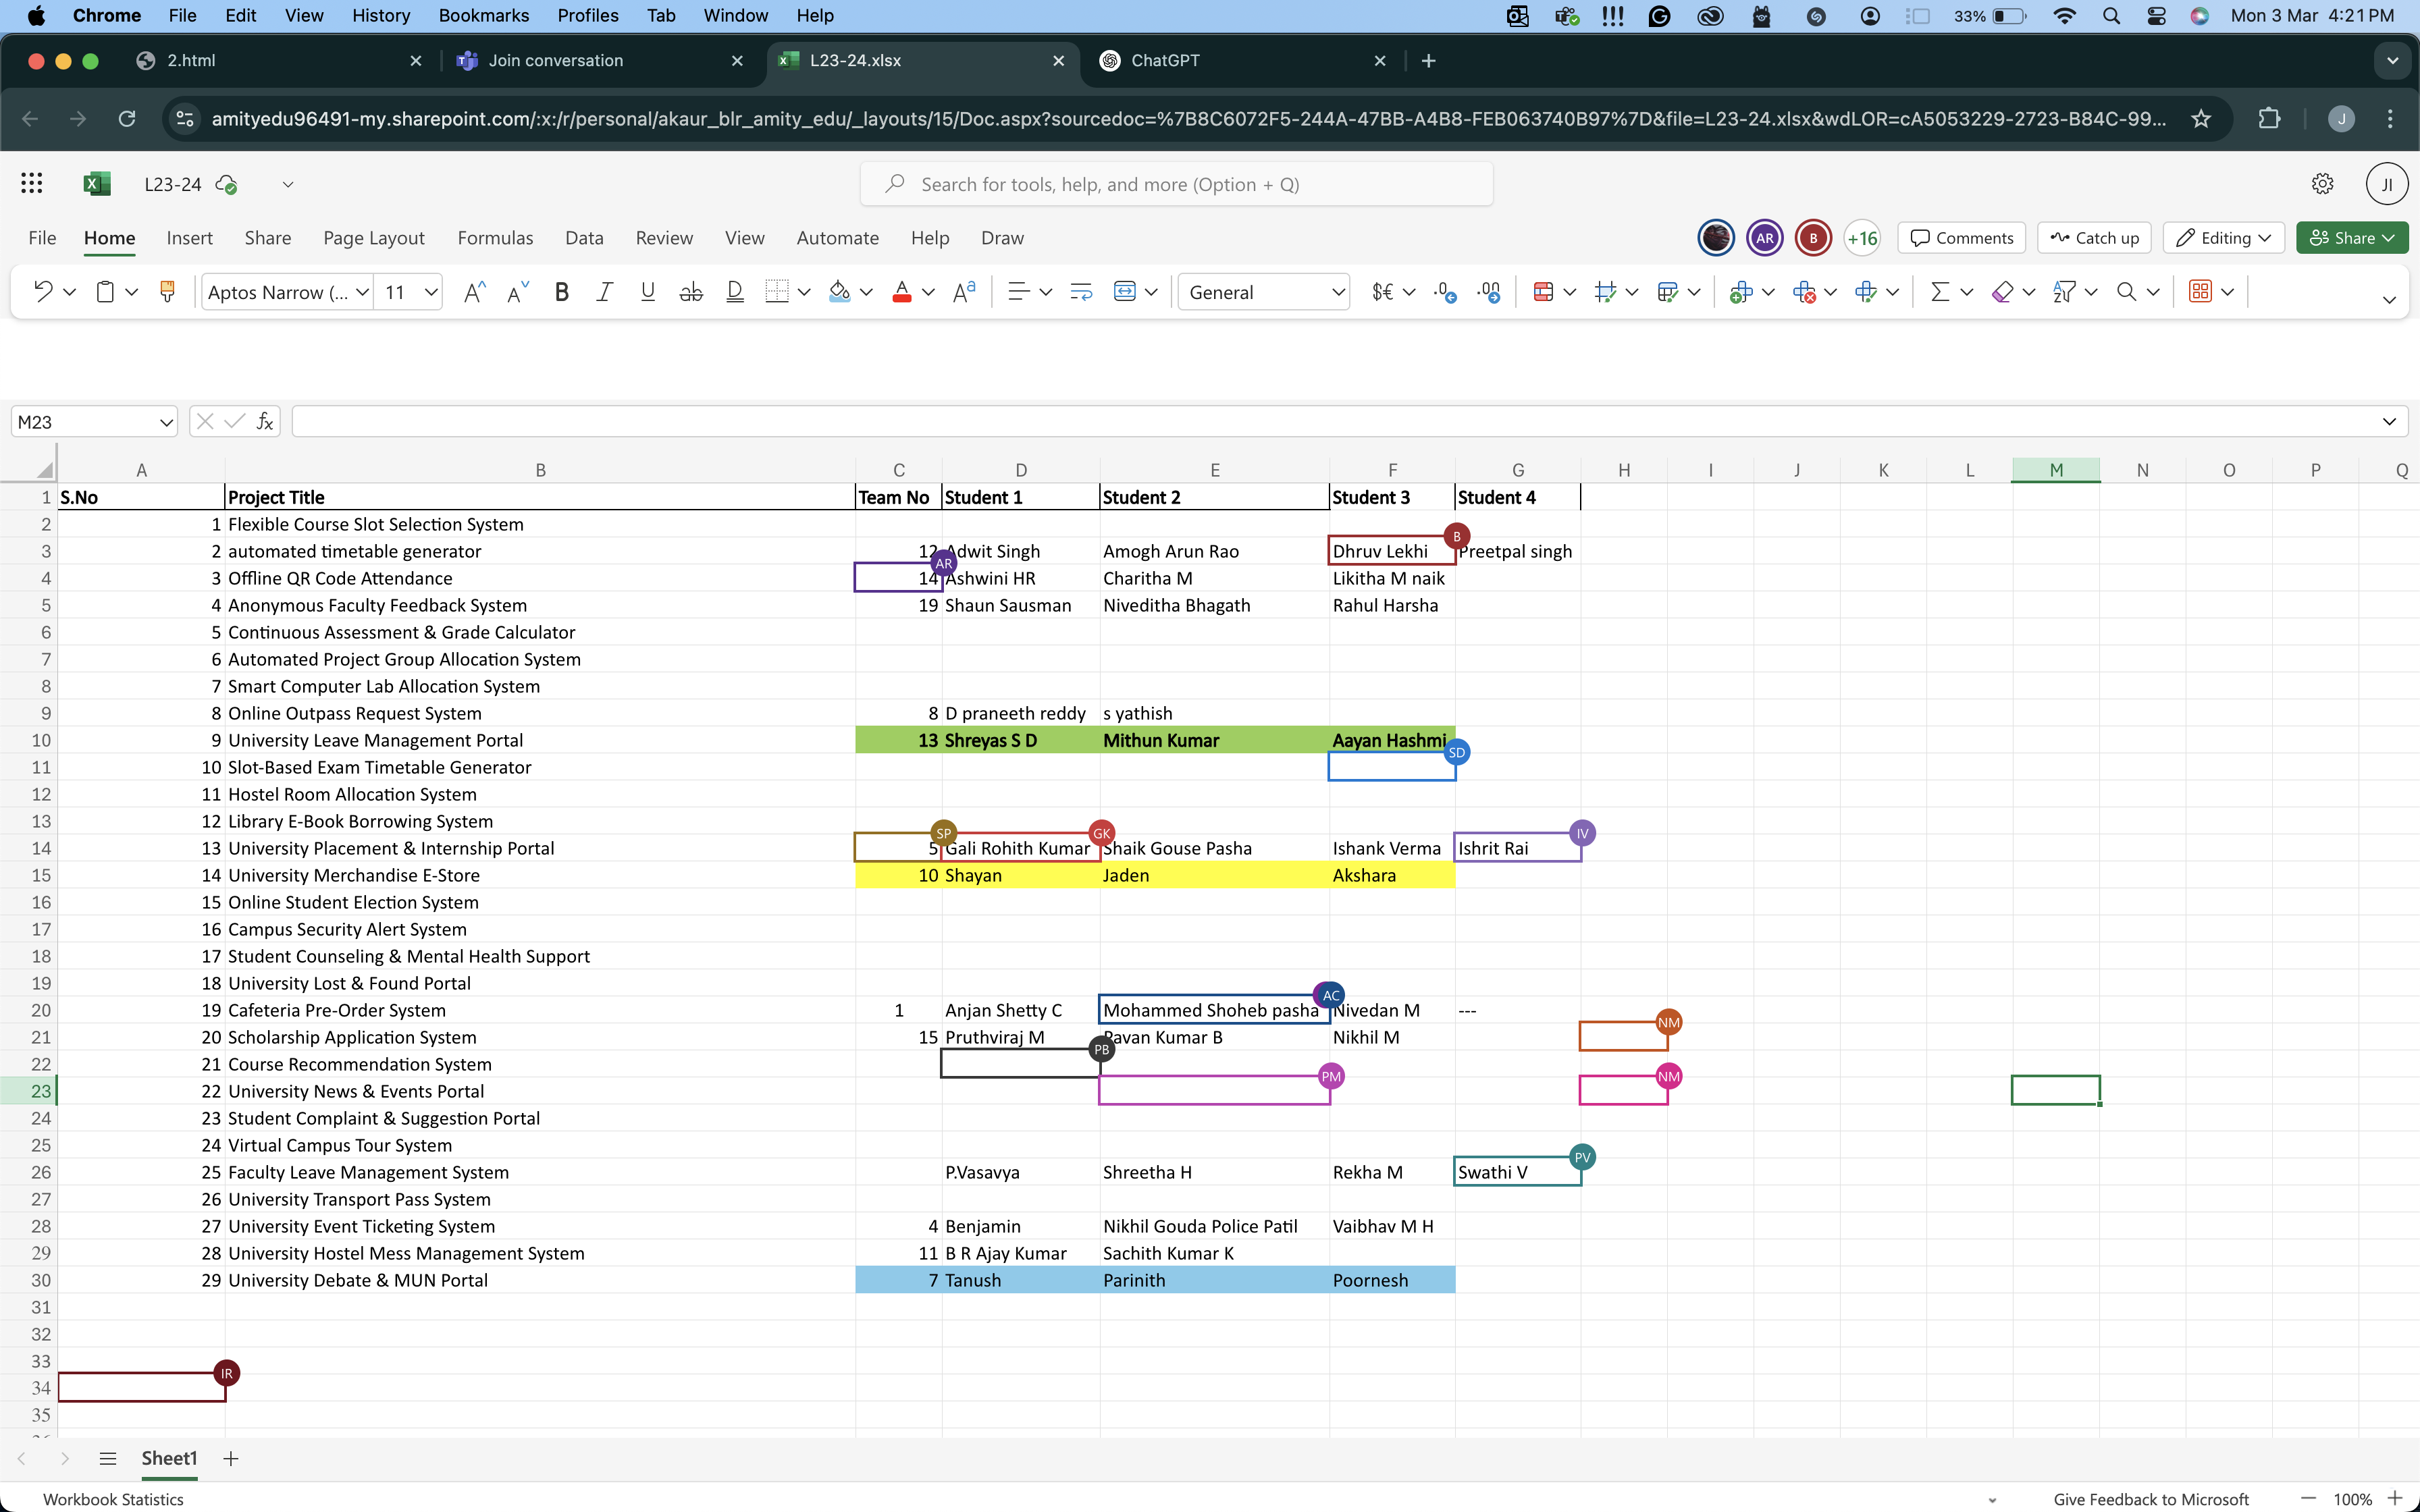 Chrome File Edit View History Bookmarks Profiles Tab Window Help 33% Mon 3 Mar 4:21 PM
2.html Join conversation L23-24.xlsx ChatGPT
amityedu96491-my.sharepoint.com/:x:/r/personal/akaur_blr_amity_edu/_layouts/15/Doc.aspx?sourcedoc=%7B8C6072F5-244A-47BB-A4B8-FEB063740B97%7D&file=L23-24.xlsx&wdLOR=cA5053229-2723-B84C-99... J
L23-24 Search for tools, help, and more (Option + Q) JI
File Home Insert Share Page Layout Formulas Data Review View Automate Help Draw AR B +16 Comments Catch up Editing Share
Aptos Narrow (... 11 General
M23
A B C D E F G H I J K L M N O P Q
1 S.No Project Title Team No Student 1 Student 2 Student 3 Student 4
2 1 Flexible Course Slot Selection System
B
3 2 automated timetable generator 12 Adwit Singh Amogh Arun Rao Dhruv Lekhi Preetpal singh
AR
4 3 Offline QR Code Attendance 14 Ashwini HR Charitha M Likitha M naik
5 4 Anonymous Faculty Feedback System 19 Shaun Sausman Niveditha Bhagath Rahul Harsha
6 5 Continuous Assessment & Grade Calculator
7 6 Automated Project Group Allocation System
8 7 Smart Computer Lab Allocation System
9 8 Online Outpass Request System 8 D praneeth reddy s yathish
10 9 University Leave Management Portal 13 Shreyas S D Mithun Kumar Aayan Hashmi
SD
11 10 Slot-Based Exam Timetable Generator
12 11 Hostel Room Allocation System
13 12 Library E-Book Borrowing System
SP GK IV
14 13 University Placement & Internship Portal 5 Gali Rohith Kumar Shaik Gouse Pasha Ishank Verma Ishrit Rai
15 14 University Merchandise E-Store 10 Shayan Jaden Akshara
16 15 Online Student Election System
17 16 Campus Security Alert System
18 17 Student Counseling & Mental Health Support
19 18 University Lost & Found Portal
AC
20 19 Cafeteria Pre-Order System 1 Anjan Shetty C Mohammed Shoheb pasha Nivedan M ---
NM
21 20 Scholarship Application System 15 Pruthviraj M Pavan Kumar B Nikhil M
PB
22 21 Course Recommendation System
PM NM
23 22 University News & Events Portal
24 23 Student Complaint & Suggestion Portal
25 24 Virtual Campus Tour System
PV
26 25 Faculty Leave Management System P.Vasavya Shreetha H Rekha M Swathi V
27 26 University Transport Pass System
28 27 University Event Ticketing System 4 Benjamin Nikhil Gouda Police Patil Vaibhav M H
29 28 University Hostel Mess Management System 11 B R Ajay Kumar Sachith Kumar K
30 29 University Debate & MUN Portal 7 Tanush Parinith Poornesh
31
32
33
IR
34
35
Sheet1
Workbook Statistics Give Feedback to Microsoft 100%